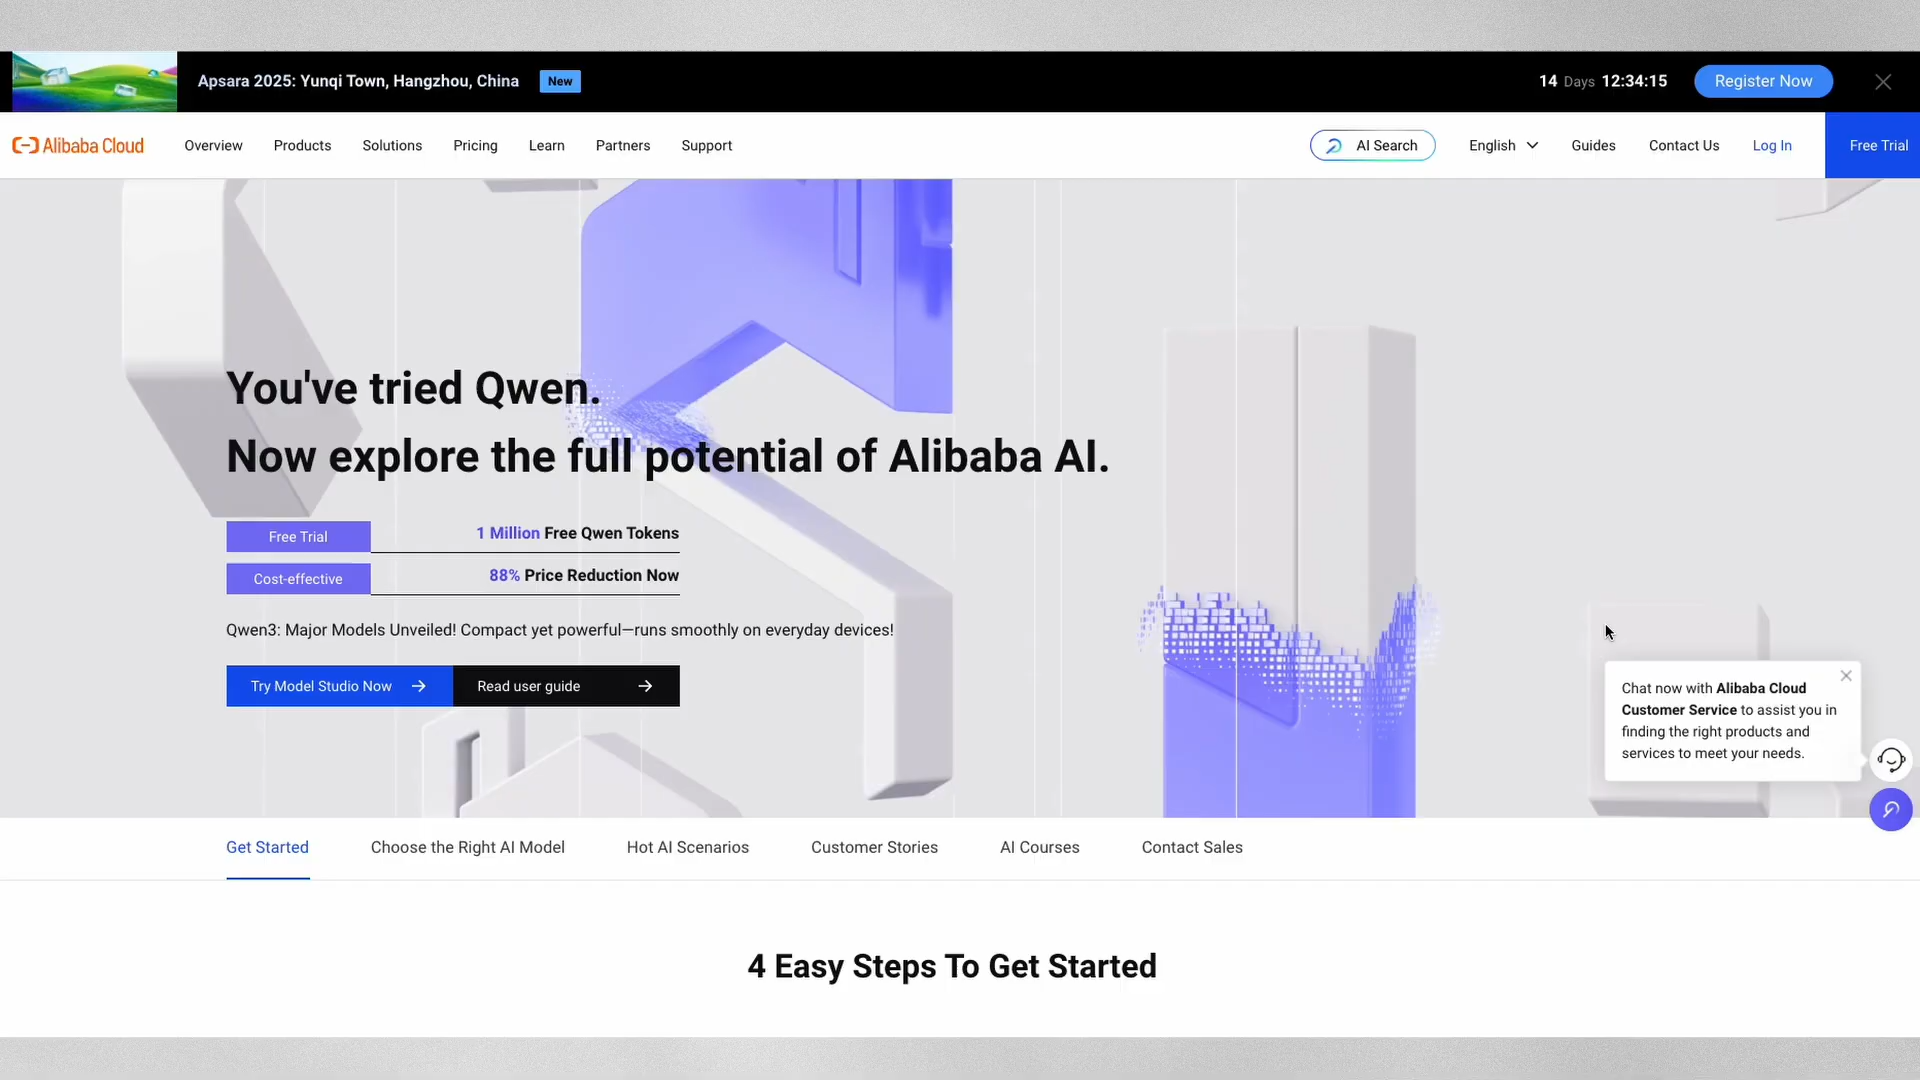 Apsara 2025: Yunqi Town, Hangzhou, China
New
14 Days 12:34:15
Register Now
Alibaba Cloud
Overview
Products
Solutions
Pricing
Learn
Partners
Support
AI Search
English
Guides
Contact Us
Log In
Free Trial
You've tried Qwen.
Now explore the full potential of Alibaba AI.
Free Trial
1 Million Free Qwen Tokens
Cost-effective
88% Price Reduction Now
Qwen3: Major Models Unveiled! Compact yet powerful—runs smoothly on everyday devices!
Try Model Studio Now
Read user guide
Chat now with Alibaba Cloud
Customer Service to assist you in
finding the right products and
services to meet your needs.
Get Started
Choose the Right AI Model
Hot AI Scenarios
Customer Stories
AI Courses
Contact Sales
4 Easy Steps To Get Started